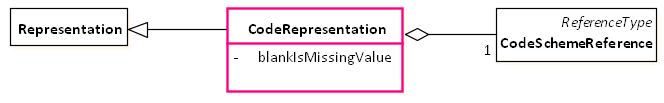 Representation
CodeRepresentation
- blankIsMissingValue
1
ReferenceType
CodeSchemeReference